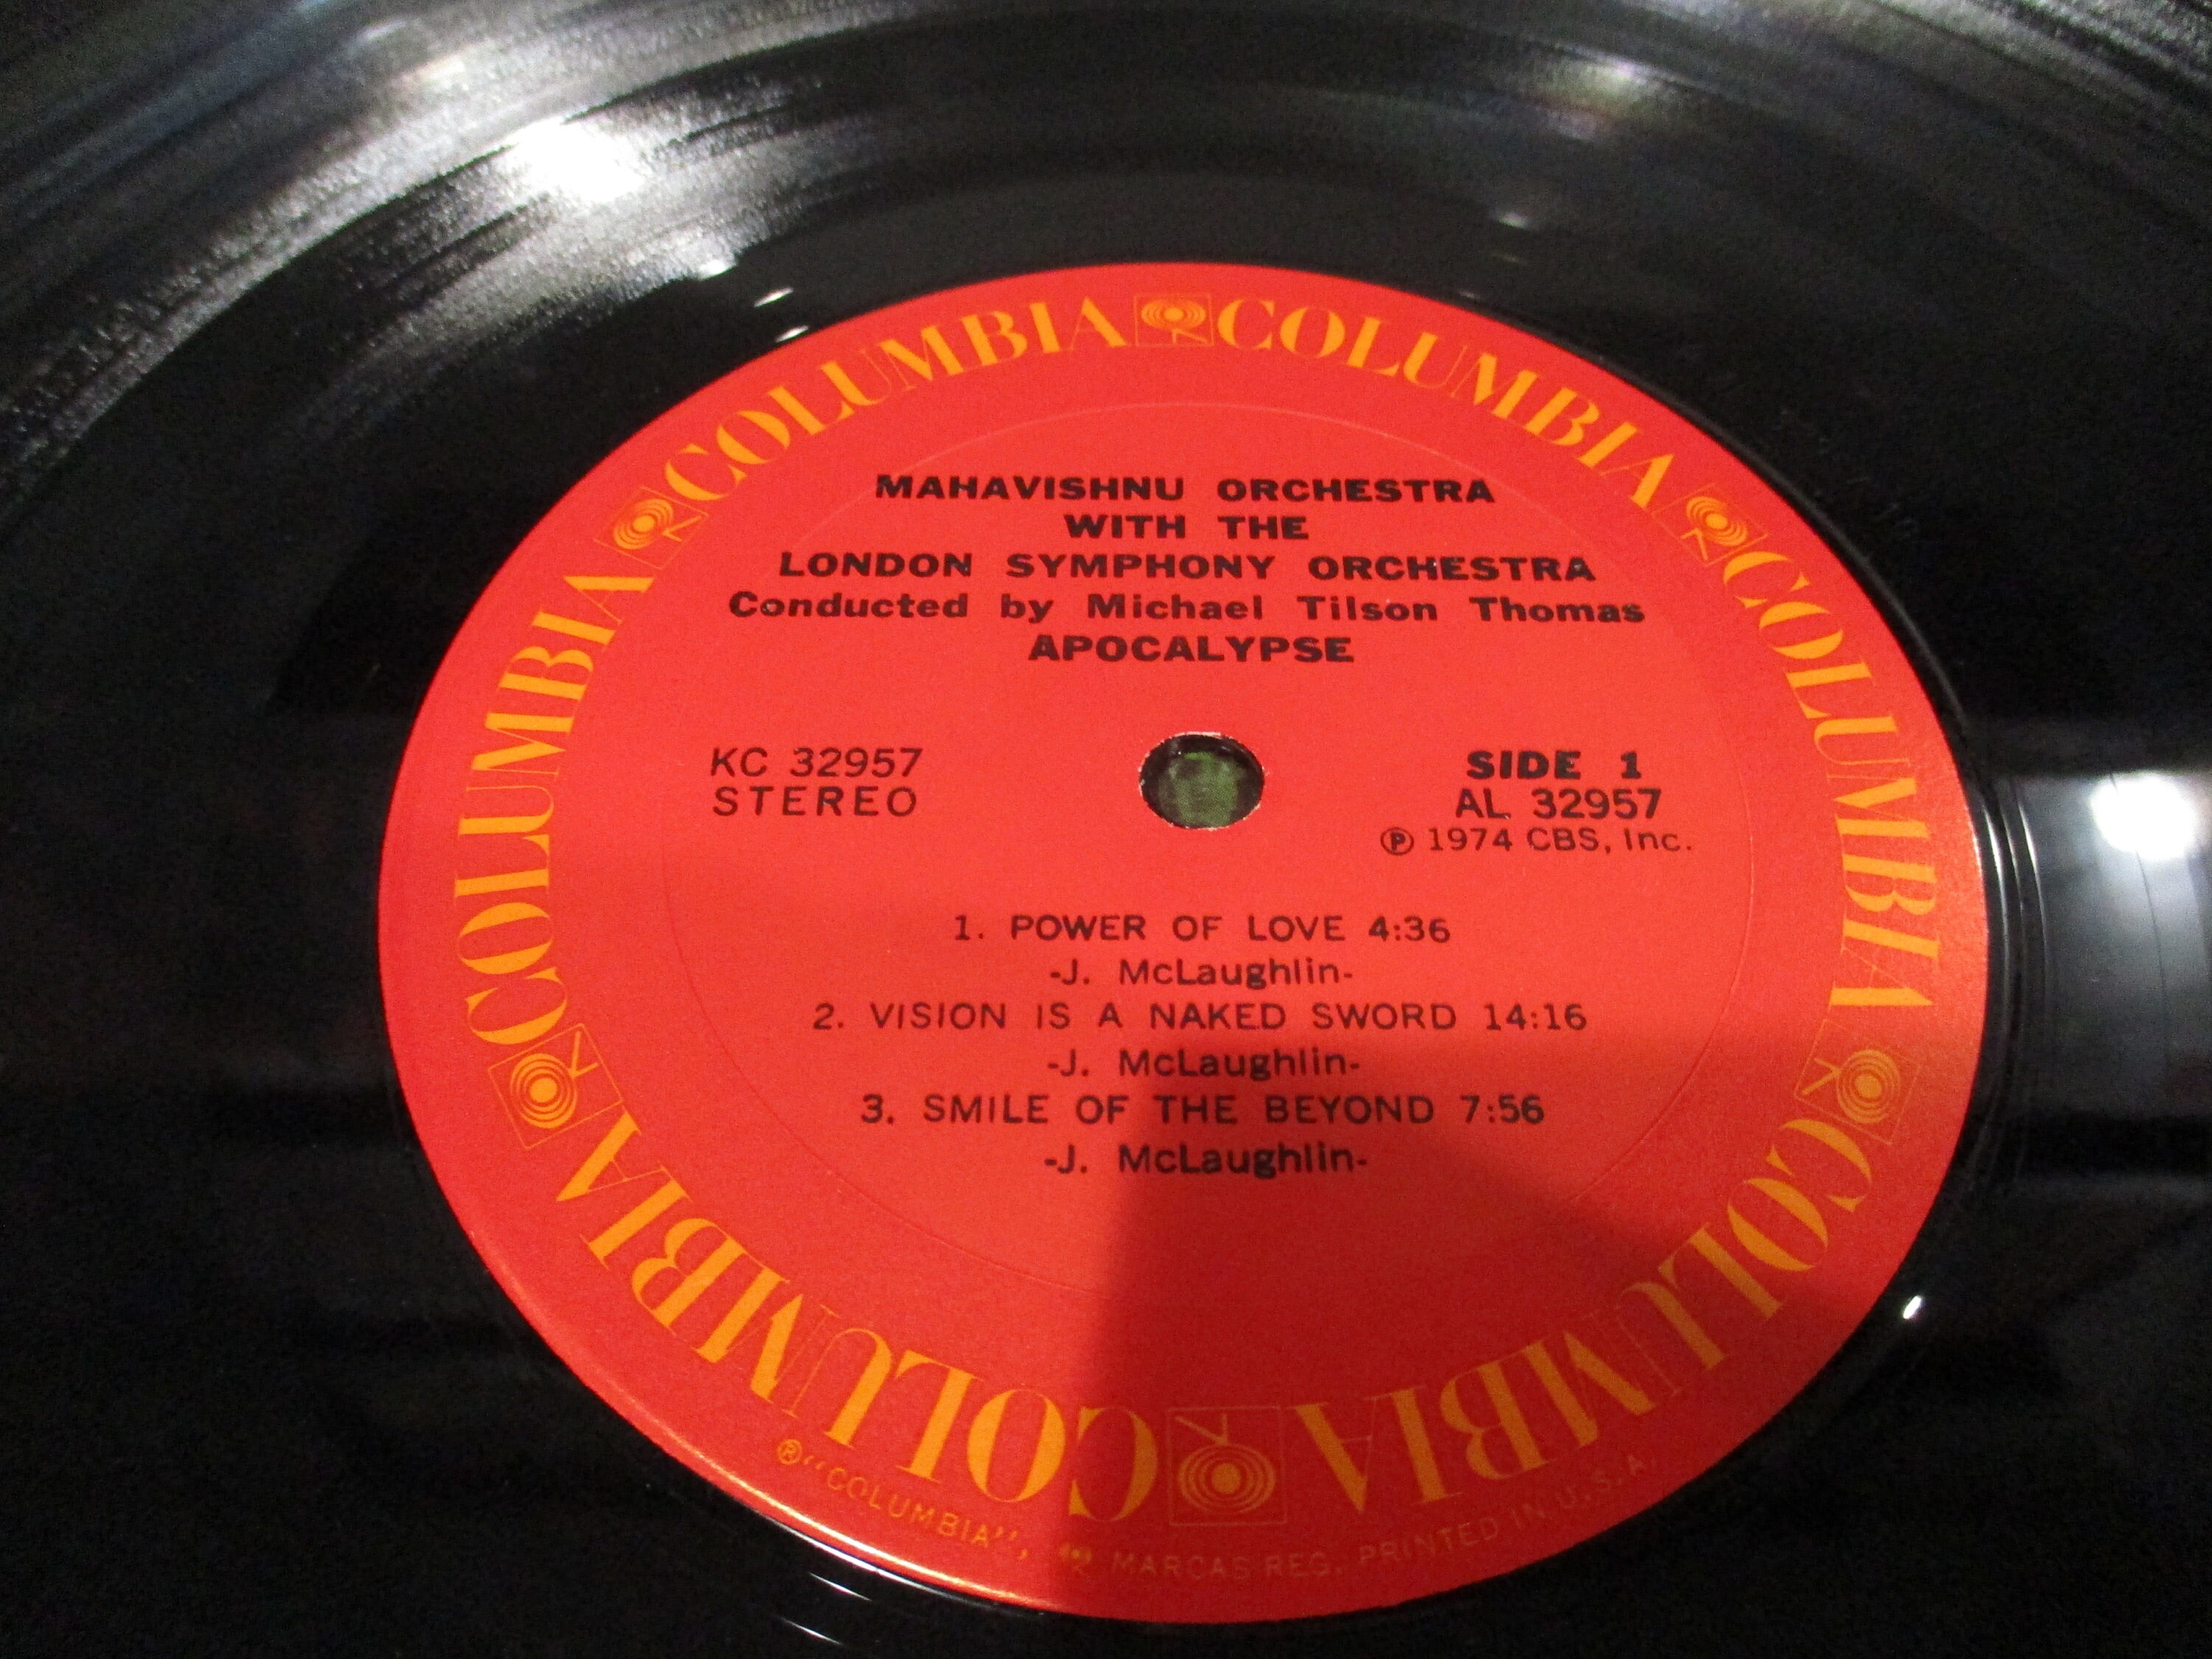 COLUMBIA COLUMBIA COLUMBIA COLUMBIA COLUMBIA COLUMBIA
MAHAVISHNU ORCHESTRA
WITH THE
LONDON SYMPHONY ORCHESTRA
Conducted by Michael Tilson Thomas
APOCALYPSE
KC 32957
STEREO
SIDE 1
AL 32957
Ⓟ 1974 CBS, Inc.
1. POWER OF LOVE 4:36
-J. McLaughlin-
2. VISION IS A NAKED SWORD 14:16
-J. McLaughlin-
3. SMILE OF THE BEYOND 7:56
-J. McLaughlin-
® "COLUMBIA", MARCAS REG. PRINTED IN U.S.A.